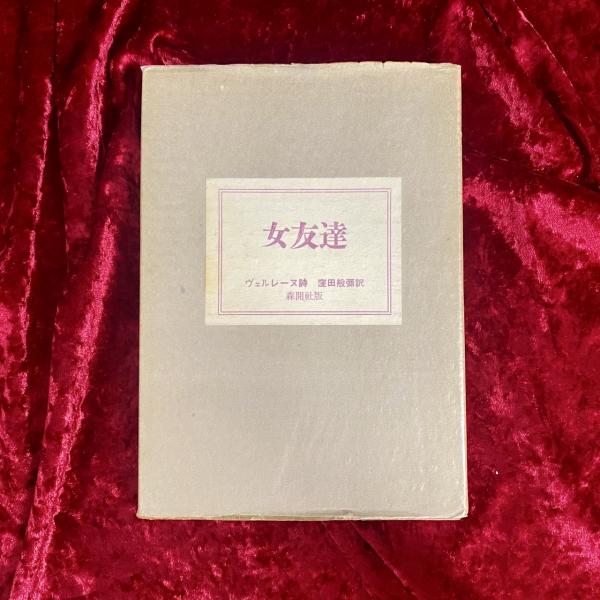 女友達
ヴェルレーヌ詩 窪田般彌訳
森開社版